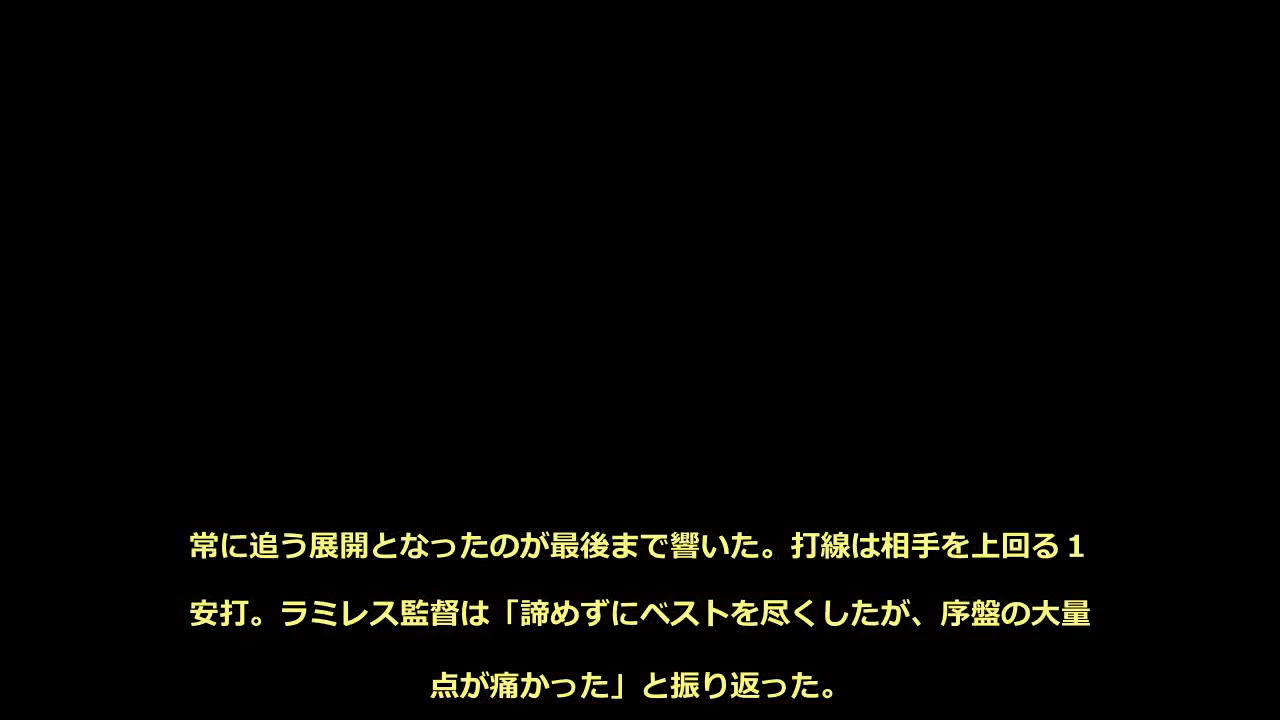 常に追う展開となったのが最後まで響いた。打線は相手を上回る１
安打。ラミレス監督は「諦めずにベストを尽くしたが、序盤の大量
点が痛かった」と振り返った。